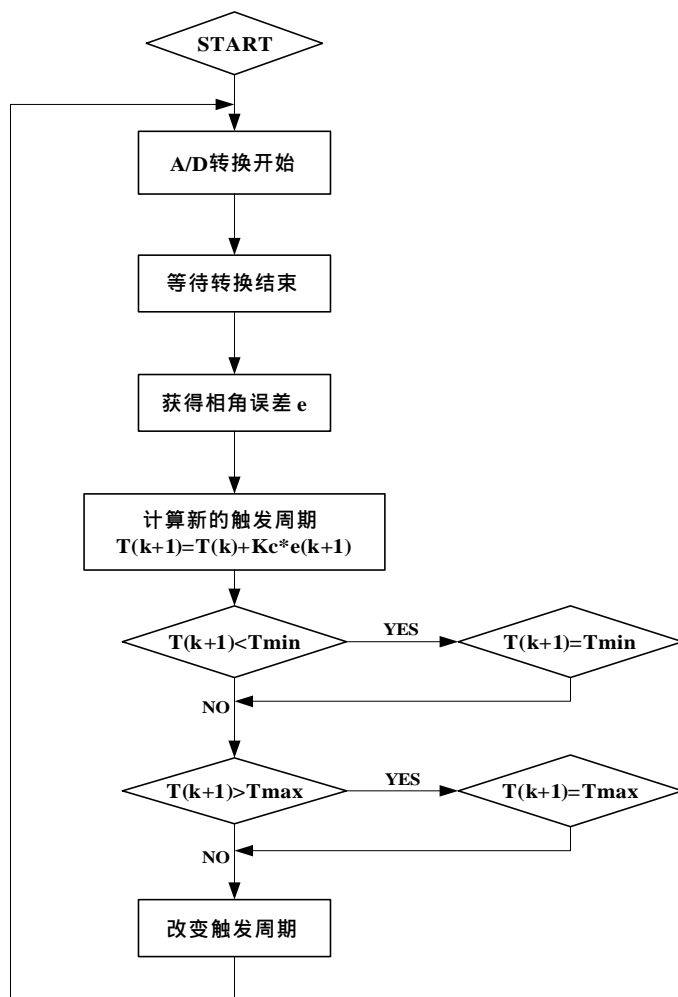 START
A/D转换开始
等待转换结束
获得相角误差 e
计算新的触发周期
T(k+1)=T(k)+Kc*e(k+1)
T(k+1)<Tmin
YES
T(k+1)=Tmin
NO
T(k+1)>Tmax
YES
T(k+1)=Tmax
NO
改变触发周期